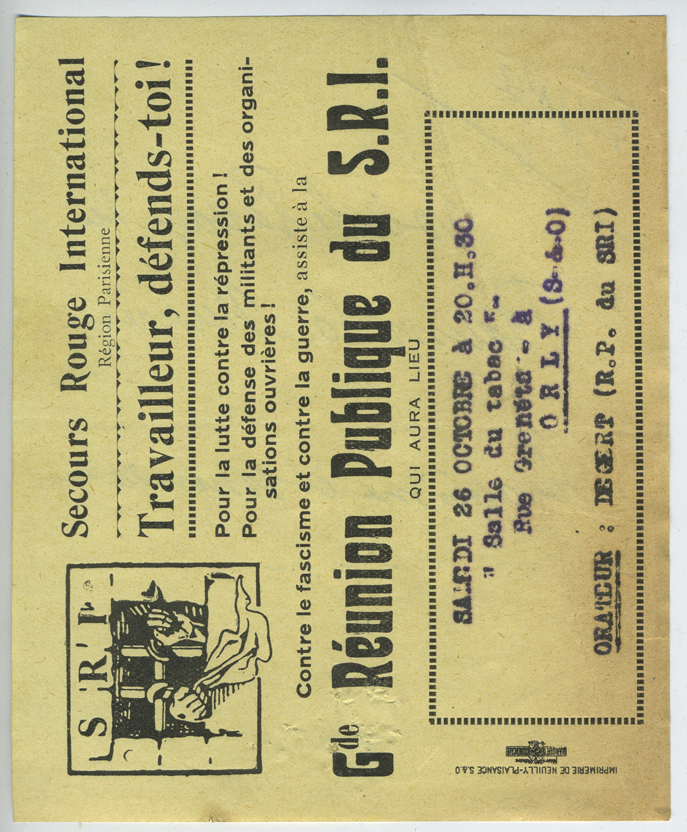 S R I
Secours Rouge International
Région Parisienne
Travailleur, défends-toi !
Pour la lutte contre la répression !
Pour la défense des militants et des organi-
sations ouvrières !
Contre le fascisme et contre la guerre, assiste à la
Gde Réunion Publique du S.R.I.
QUI AURA LIEU
SAMEDI 26 OCTOBRE à 20.H.30
" Salle du tabac "-
Rue Grenéta - à
O R L Y (S-&-O)
ORATEUR : DEGERT (R.P. du SRI)
IMPRIMERIE DE NEUILLY-PLAISANCE S.&.O